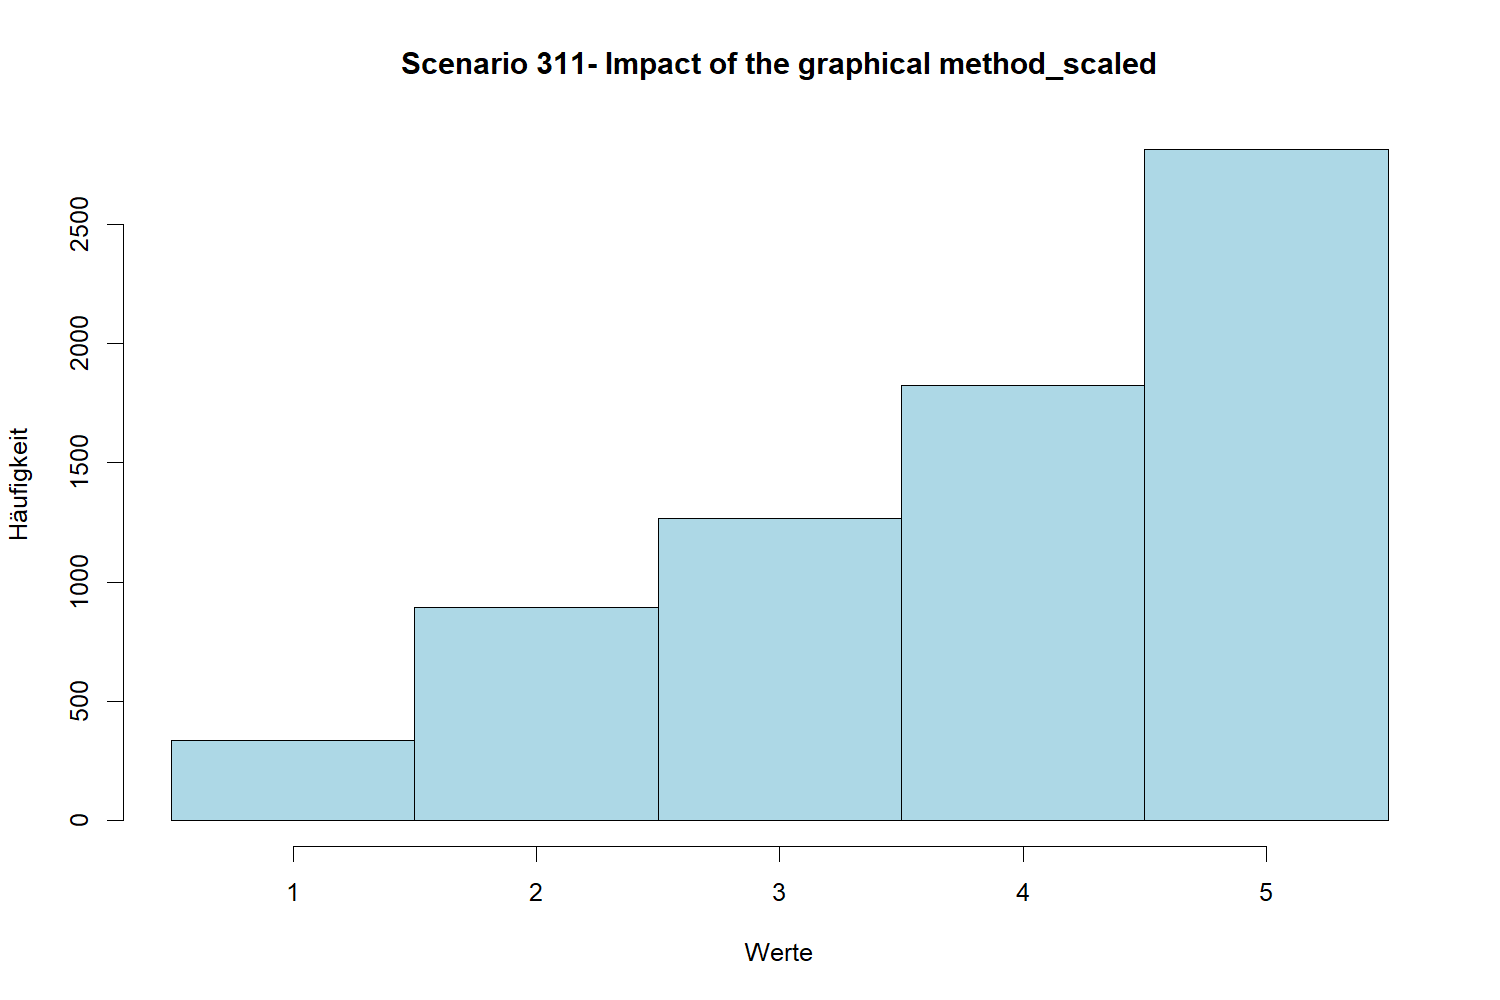 Scenario 311- Impact of the graphical method_scaled
Häufigkeit
2500
2000
1500
1000
500
0
1 2 3 4 5
Werte